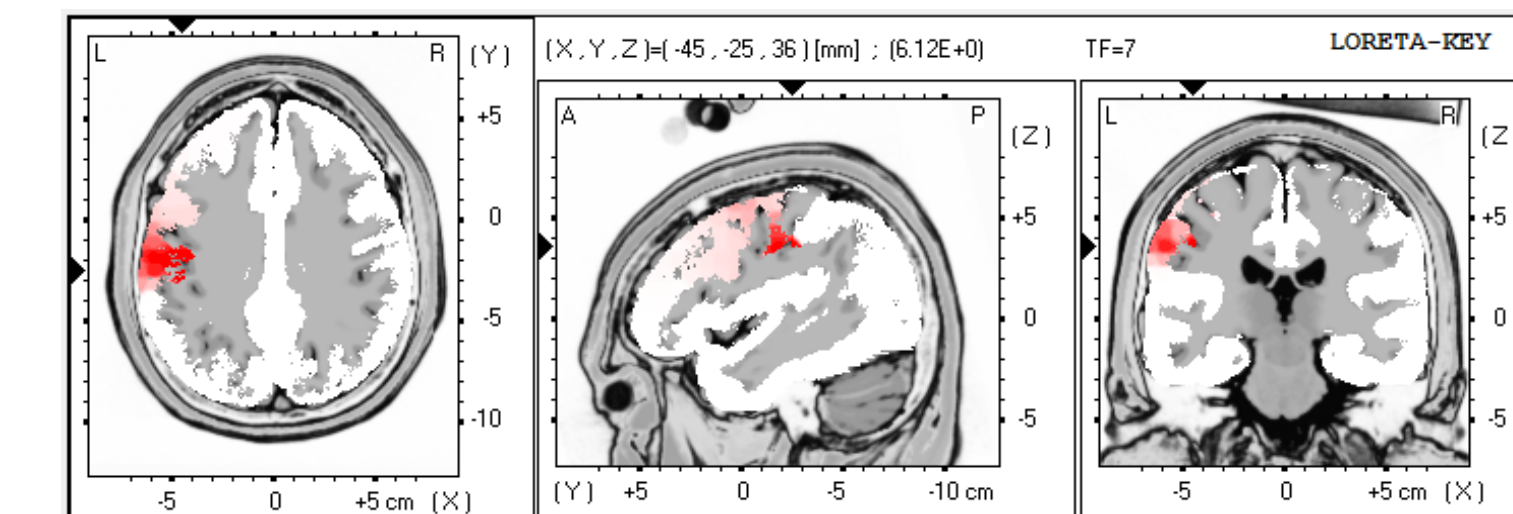 (X,Y,Z)=( -45 , -25 , 36 ) [mm] ; (6.12E+0) TF=7 LORETA-KEY
L R (Y)
+5
0
-5
-10
-5 0 +5 cm (X)
A P (Z)
+5
0
-5
(Y) +5 0 -5 -10 cm
L R (Z
+5
0
-5
-5 0 +5 cm (X)